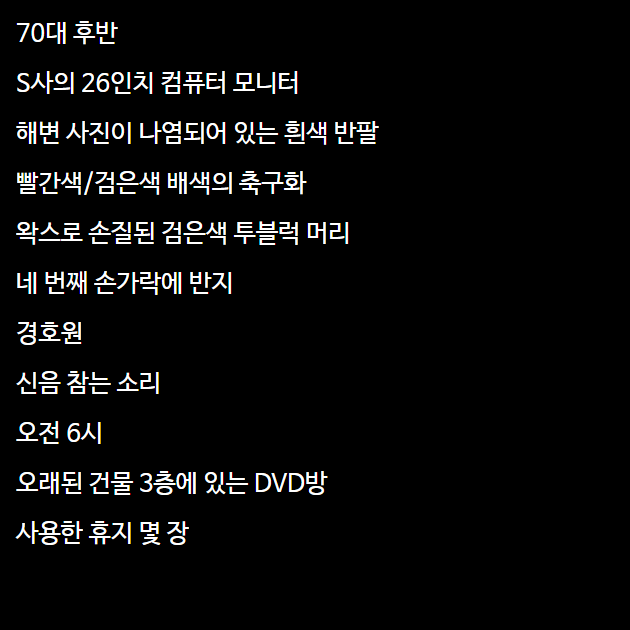 70대 후반
S사의 26인치 컴퓨터 모니터
해변 사진이 나염되어 있는 흰색 반팔
빨간색/검은색 배색의 축구화
왁스로 손질된 검은색 투블럭 머리
네 번째 손가락에 반지
경호원
신음 참는 소리
오전 6시
오래된 건물 3층에 있는 DVD방
사용한 휴지 몇 장